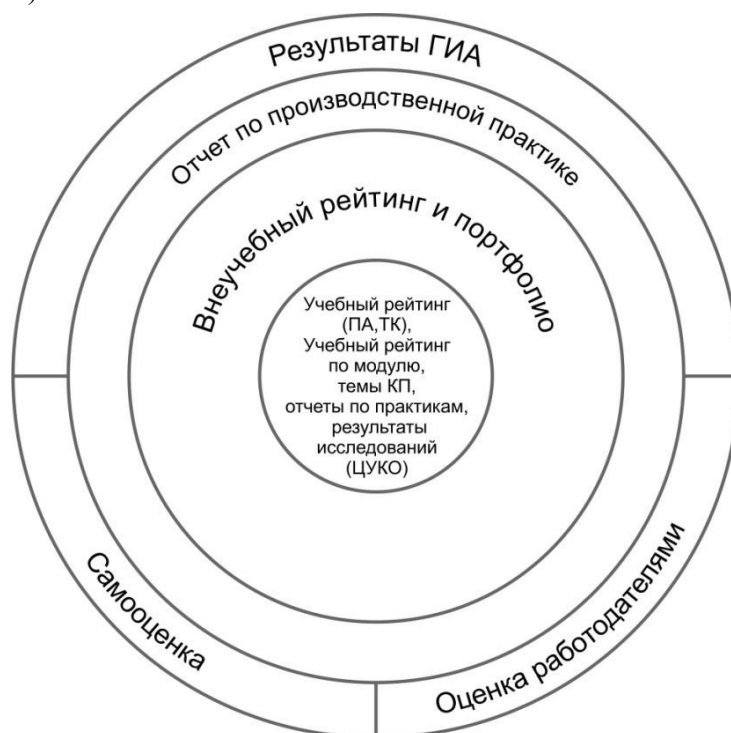 )
Результаты ГИА
Отчет по производственной практике
Внеучебный рейтинг и портфолио
Учебный рейтинг
(ПА,ТК),
Учебный рейтинг
по модулю,
темы КП,
отчеты по практикам,
результаты
исследований
(ЦУКО)
Самооценка
Оценка работодателями